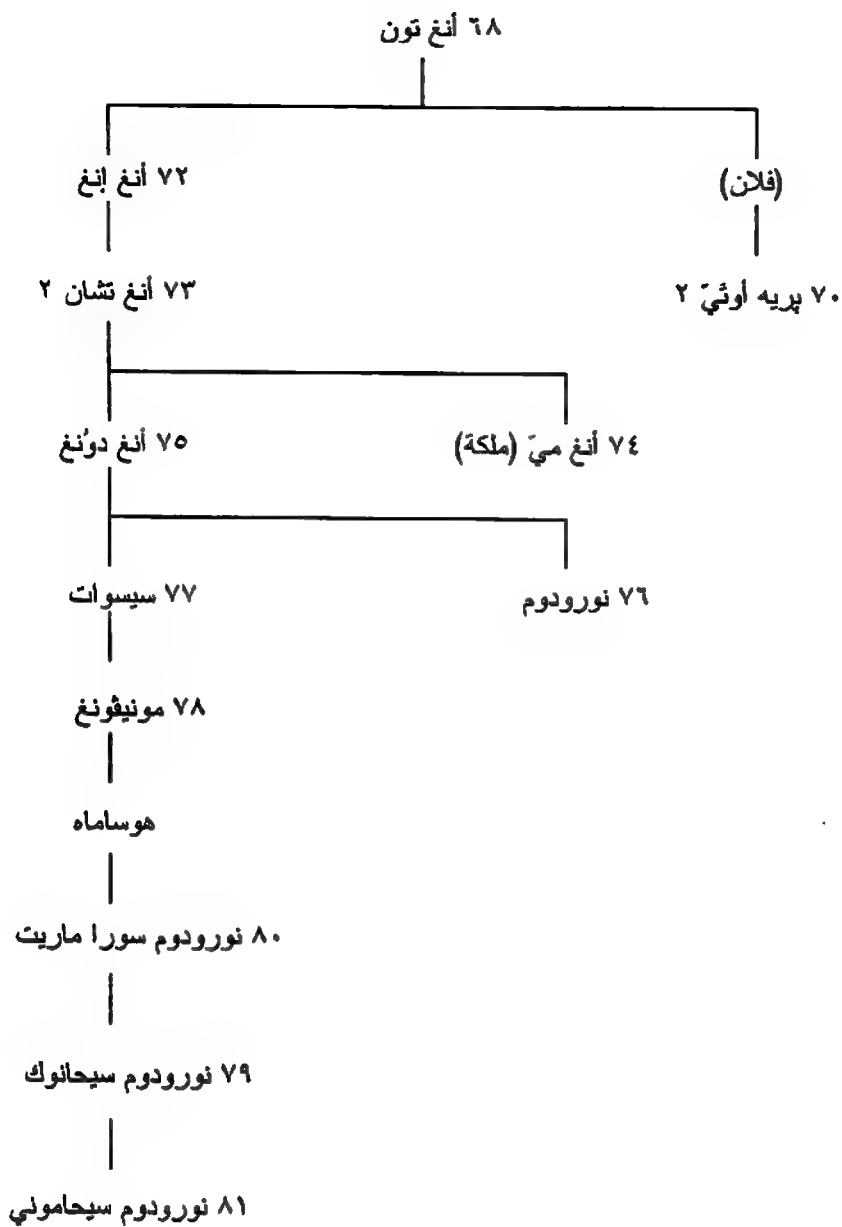 ٦٨ أنغ تون
(فلان)
٧٢ أنغ إنغ
٧٠ بريه أوثيّ ٢
٧٣ أنغ تشان ٢
٧٤ أنغ ميّ (ملكة)
٧٥ أنغ دوُنغ
٧٦ نورودوم
٧٧ سيسوات
٧٨ مونيڤونغ
هوساماه
٨٠ نورودوم سورا ماريت
٧٩ نورودوم سيحانوك
٨١ نورودوم سيحاموني